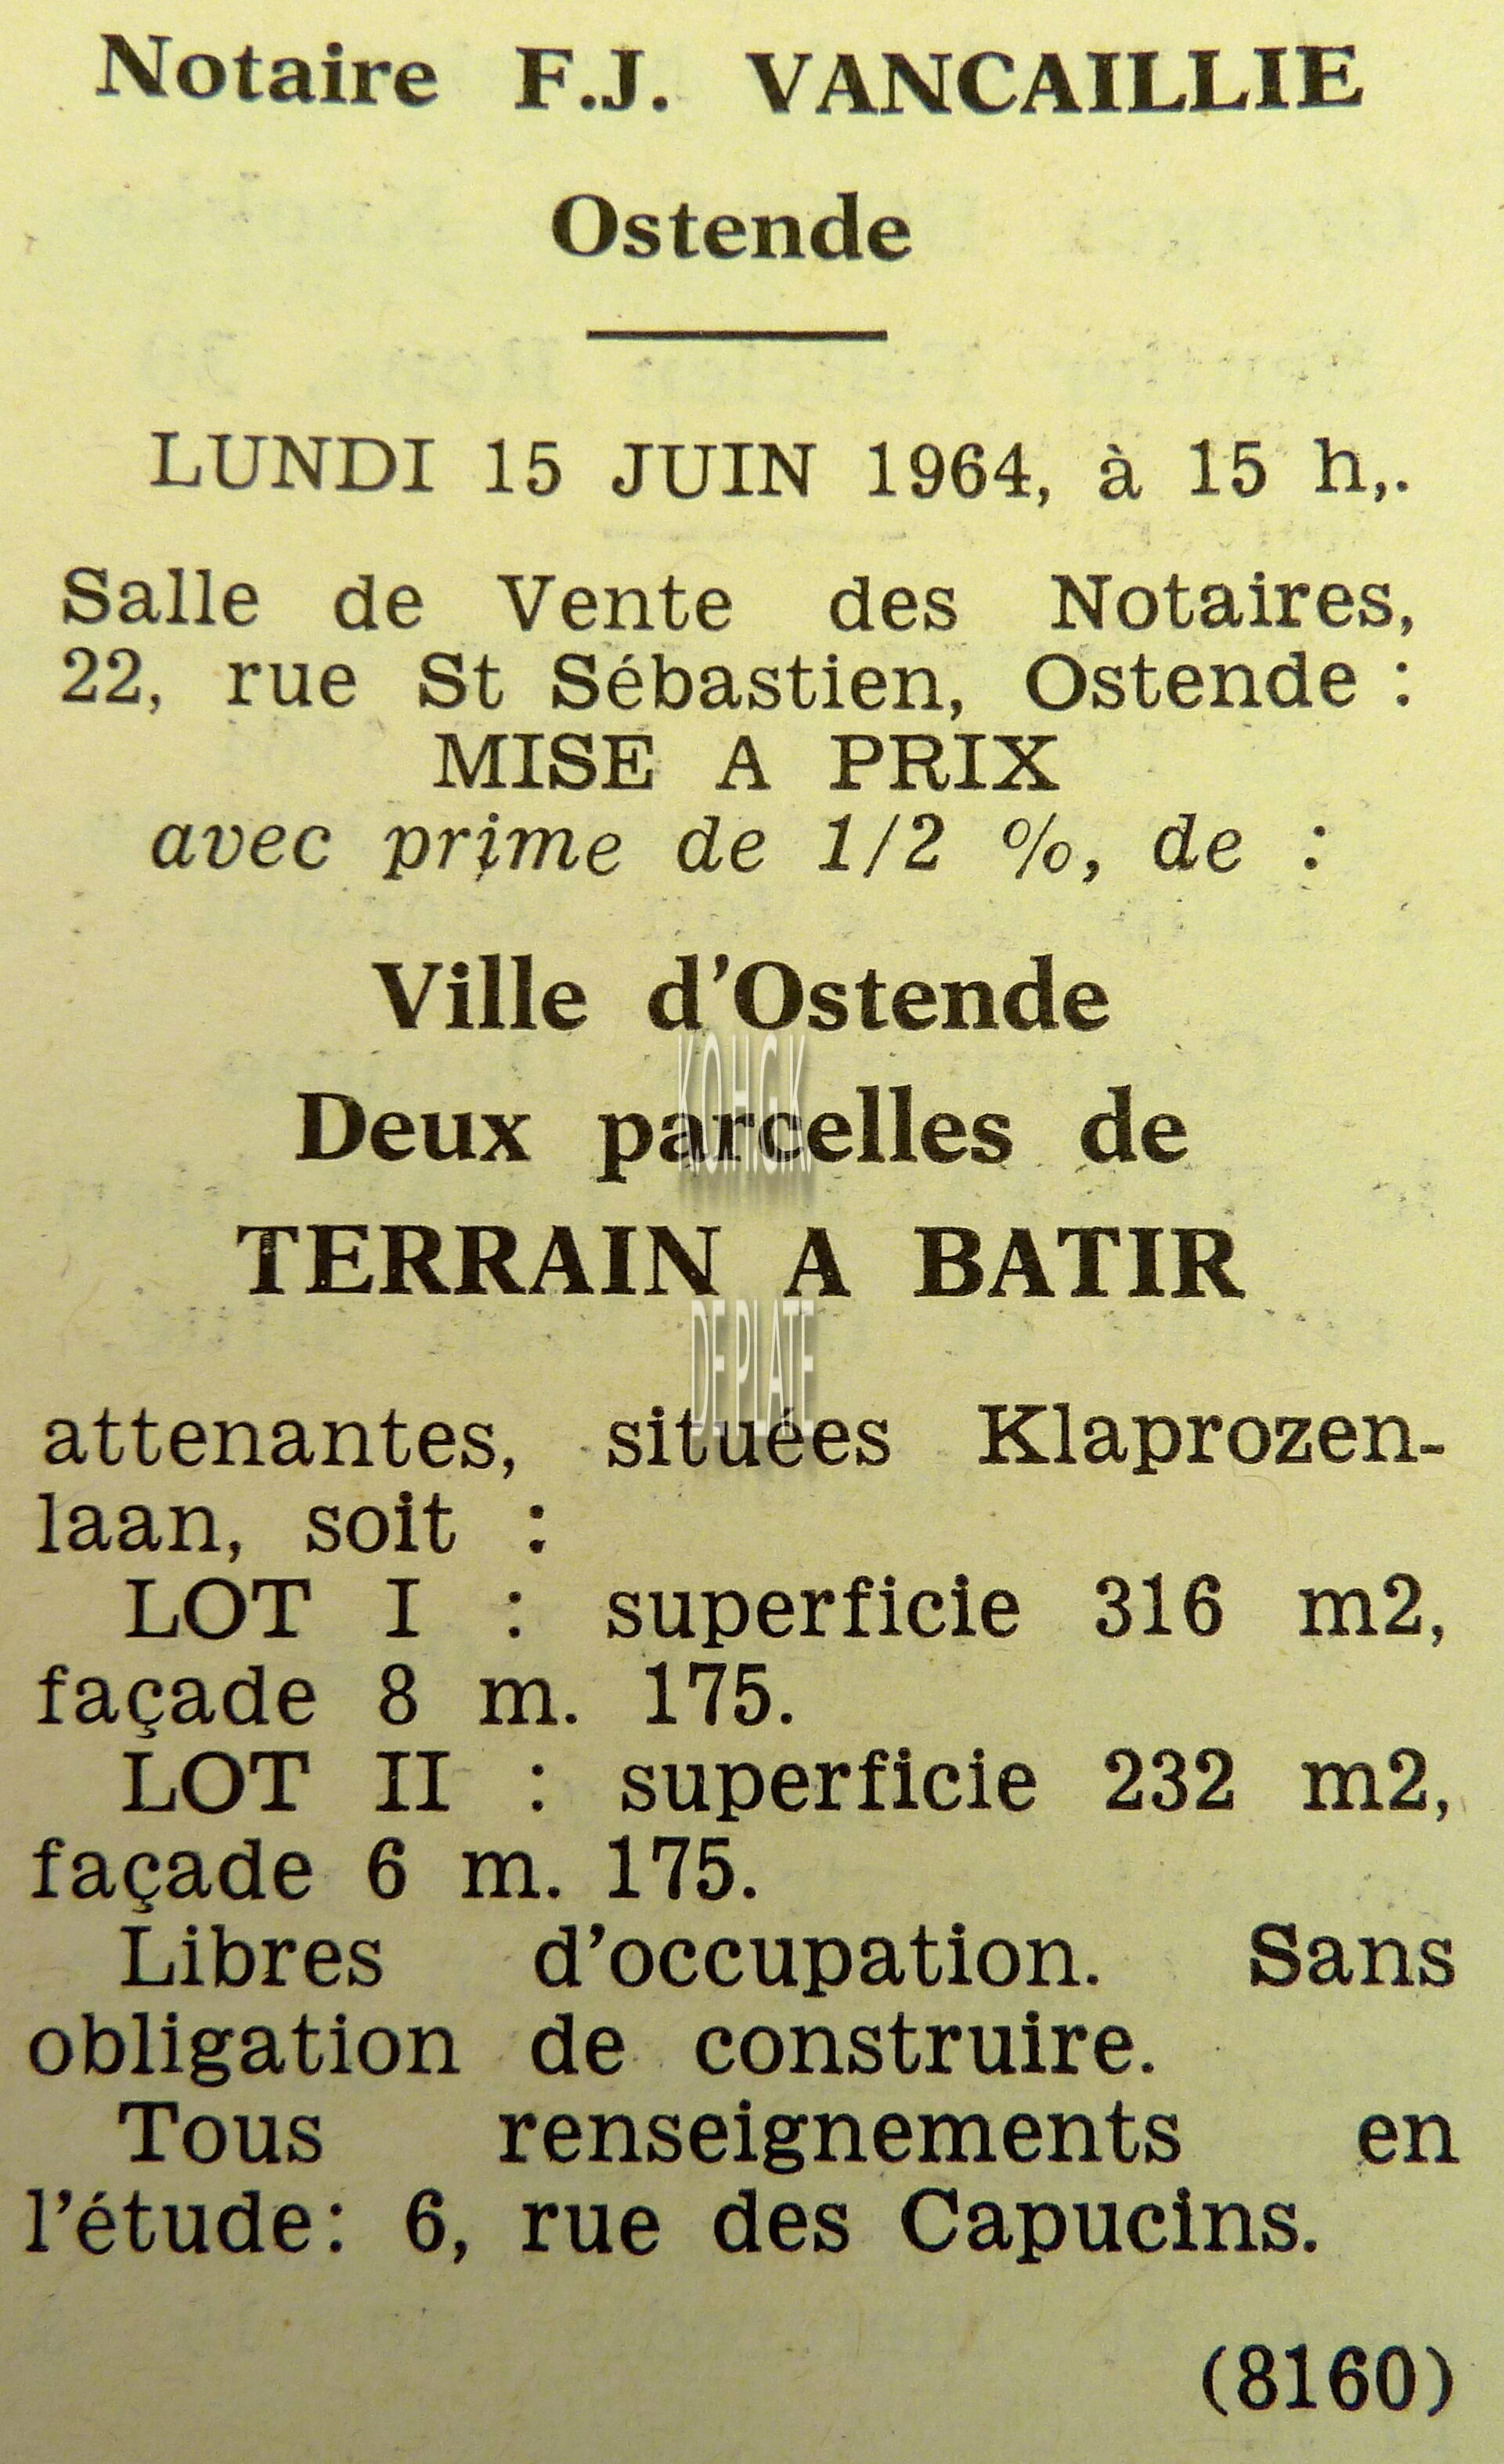 Notaire F.J. VANCAILLIE
Ostende
LUNDI 15 JUIN 1964, à 15 h,.
Salle de Vente des Notaires,
22, rue St Sébastien, Ostende :
MISE A PRIX
avec prime de 1/2 %, de :
Ville d'Ostende
Deux parcelles de
TERRAIN A BATIR
attenantes, situées Klaprozen-
laan, soit :
LOT I : superficie 316 m2,
façade 8 m. 175.
LOT II : superficie 232 m2,
façade 6 m. 175.
Libres d'occupation. Sans
obligation de construire.
Tous renseignements en
l'étude: 6, rue des Capucins.
(8160)
K.O.H.G.K.
DE PLATE